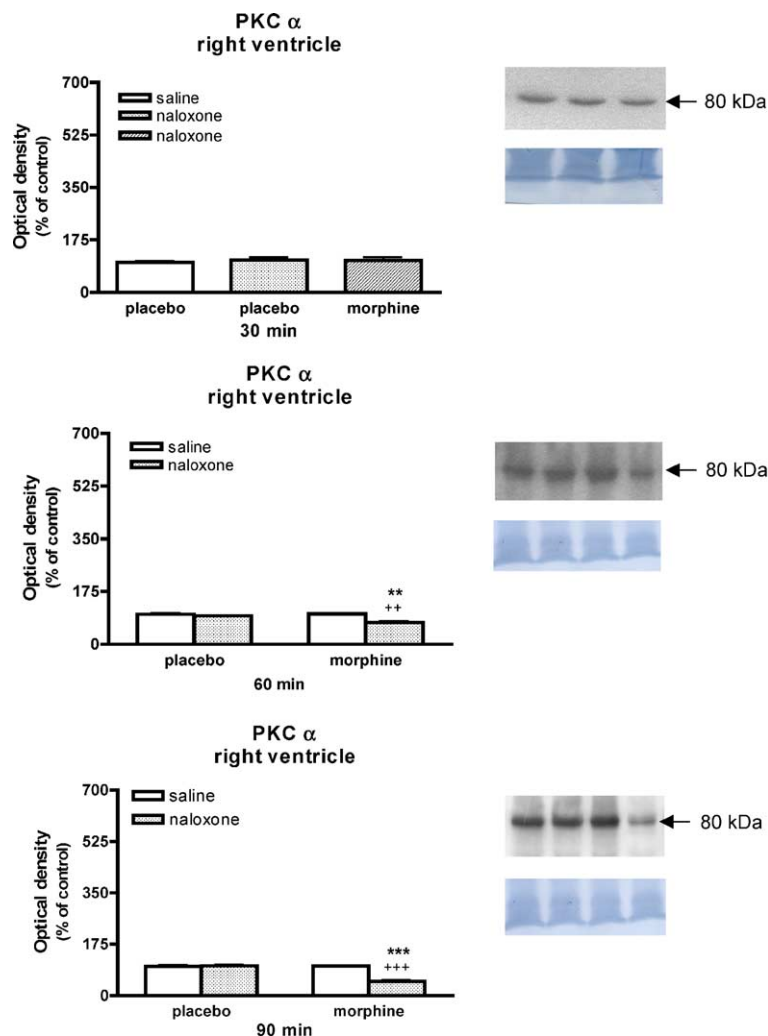 PKC α
right ventricle
700
525
350
175
0
Optical density
(% of control)
saline
naloxone
naloxone
placebo
placebo
morphine
30 min
80 kDa
PKC α
right ventricle
700
525
350
175
0
Optical density
(% of control)
saline
naloxone
**
++
placebo
morphine
60 min
80 kDa
PKC α
right ventricle
700
525
350
175
0
Optical density
(% of control)
saline
naloxone
***
+++
placebo
morphine
90 min
80 kDa